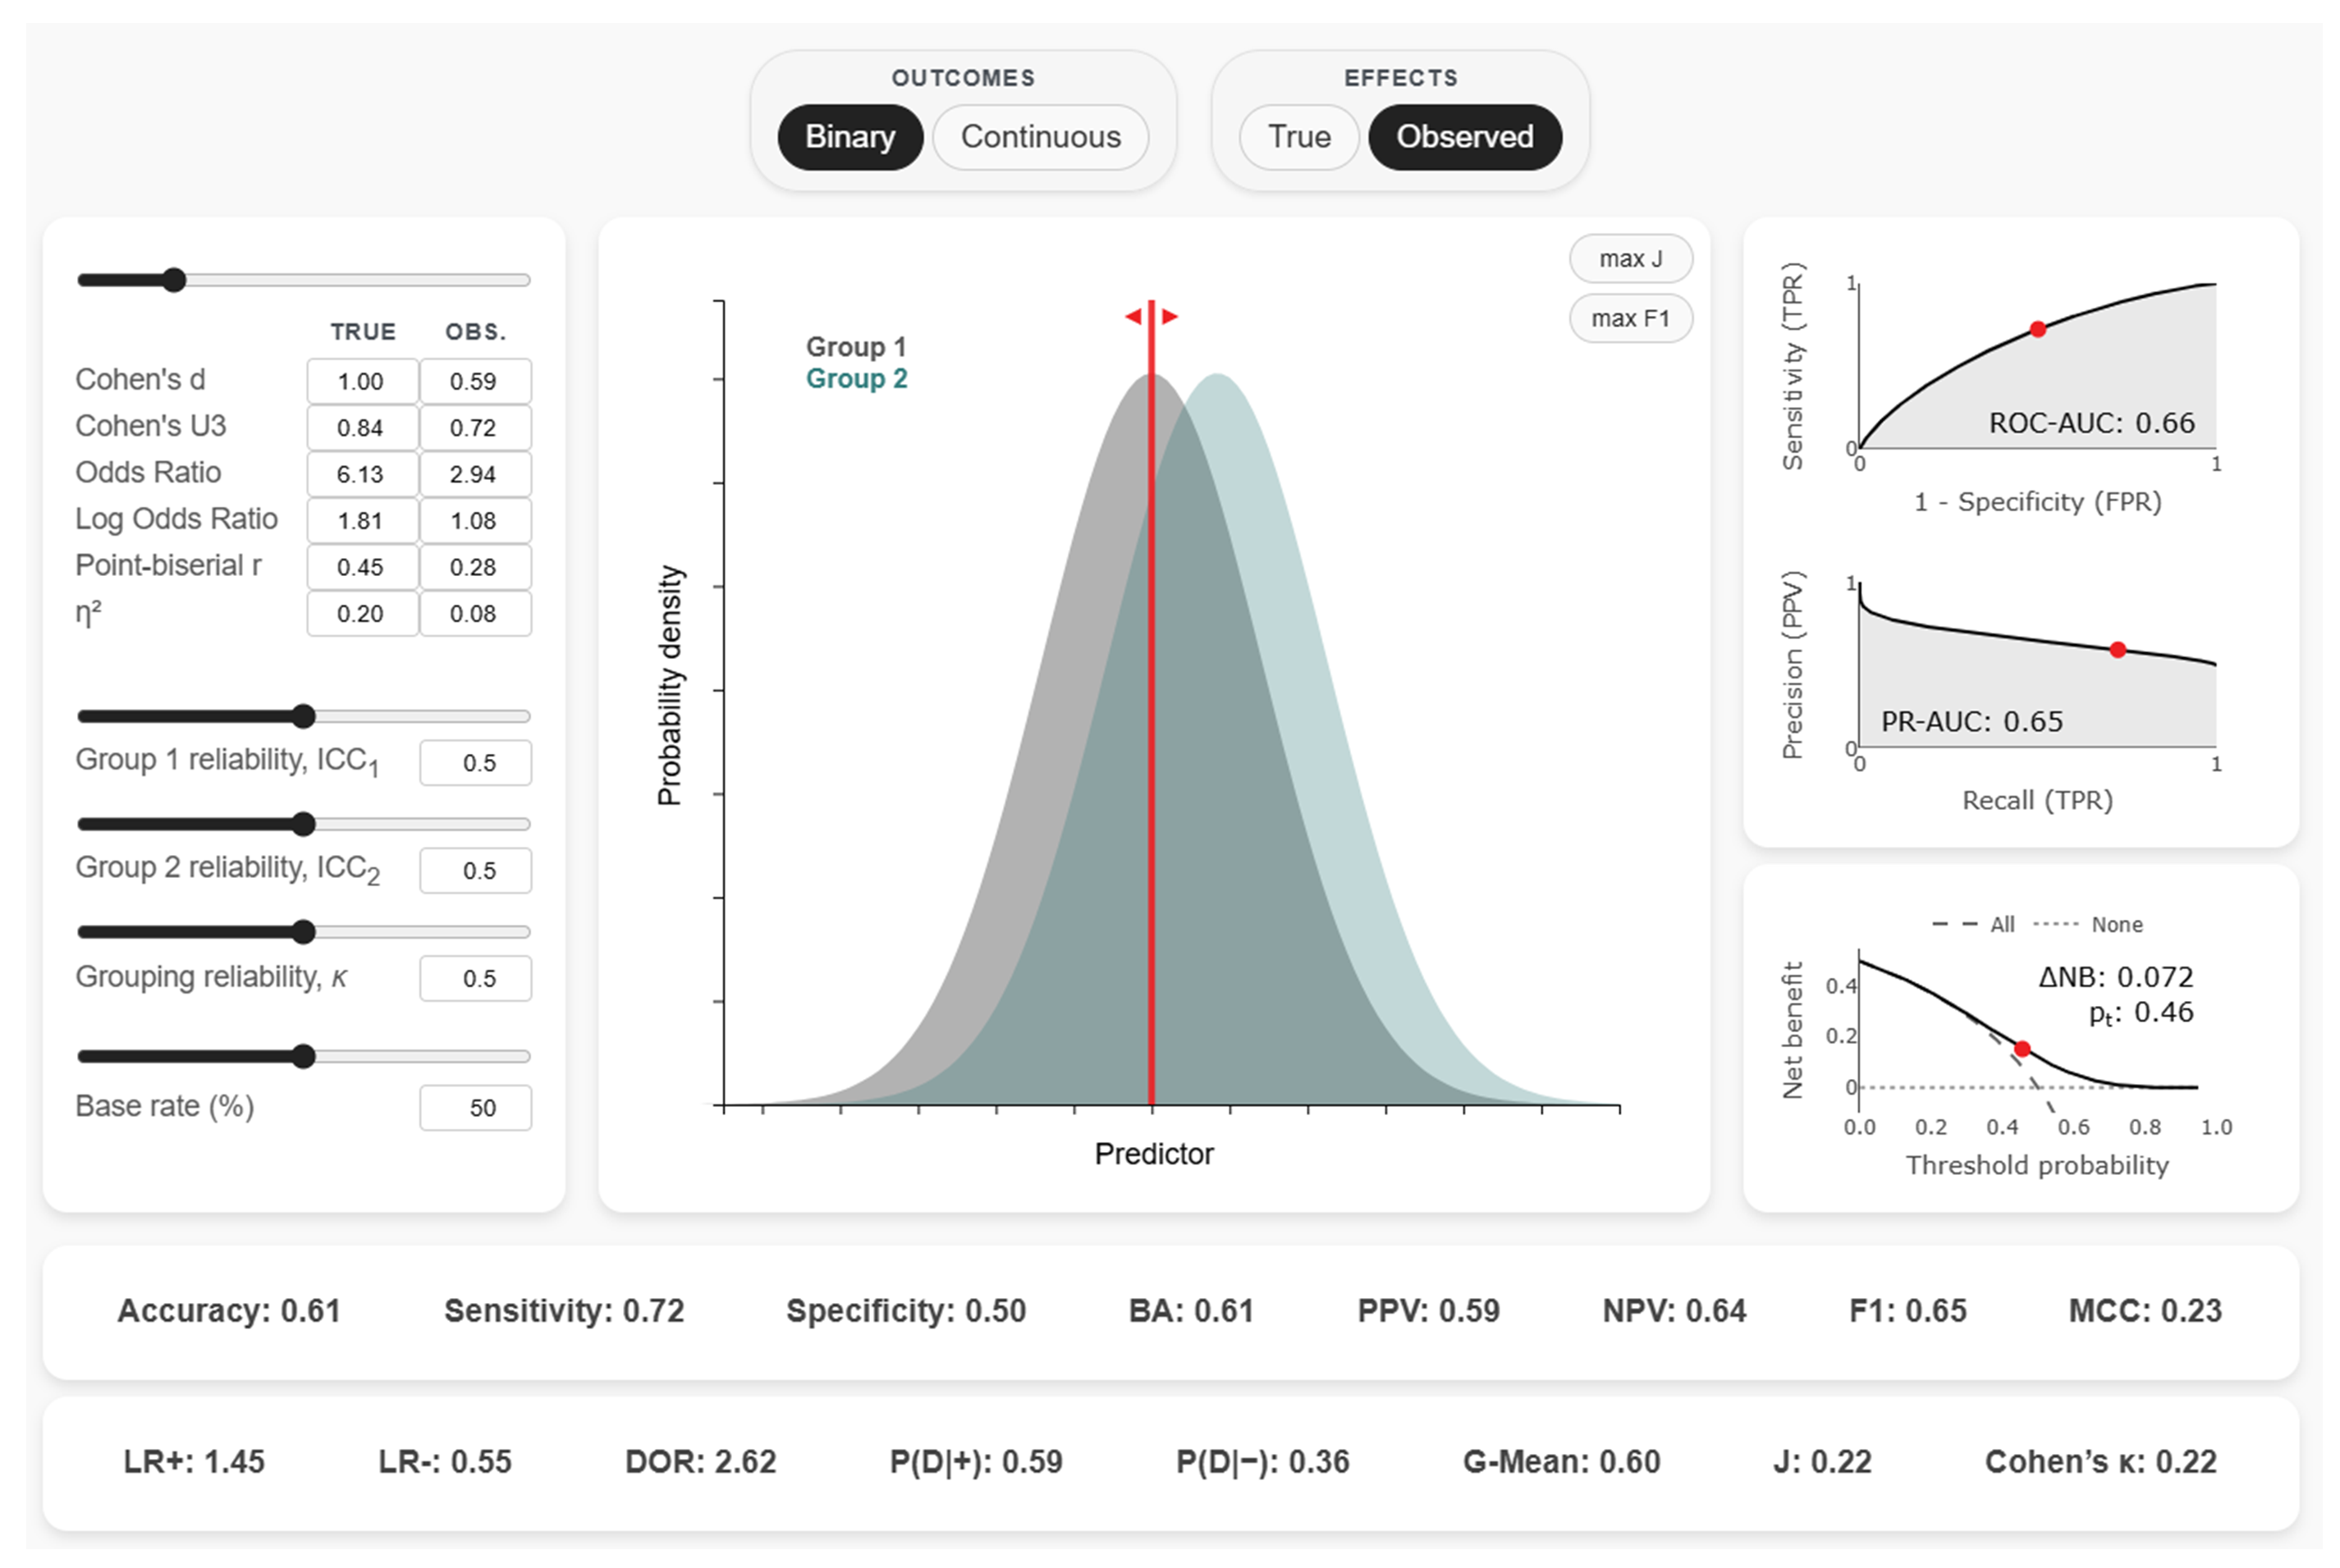 OUTCOMES
Binary Continuous
EFFECTS
True Observed
TRUE OBS.
Cohen's d 1.00 0.59
Cohen's U3 0.84 0.72
Odds Ratio 6.13 2.94
Log Odds Ratio 1.81 1.08
Point-biserial r 0.45 0.28
η² 0.20 0.08
Group 1 reliability, ICC₁ 0.5
Group 2 reliability, ICC₂ 0.5
Grouping reliability, κ 0.5
Base rate (%) 50
max J
max F1
Group 1
Group 2
Probability density
Predictor
Sensitivity (TPR)
1
0
ROC-AUC: 0.66
0 1
1 - Specificity (FPR)
Precision (PPV)
1
0
PR-AUC: 0.65
0 1
Recall (TPR)
All None
Net benefit
ΔNB: 0.072
pₜ: 0.46
0.4
0.2
0
0.0 0.2 0.4 0.6 0.8 1.0
Threshold probability
Accuracy: 0.61 Sensitivity: 0.72 Specificity: 0.50 BA: 0.61 PPV: 0.59 NPV: 0.64 F1: 0.65 MCC: 0.23
LR+: 1.45 LR-: 0.55 DOR: 2.62 P(D|+): 0.59 P(D|−): 0.36 G-Mean: 0.60 J: 0.22 Cohen’s κ: 0.22